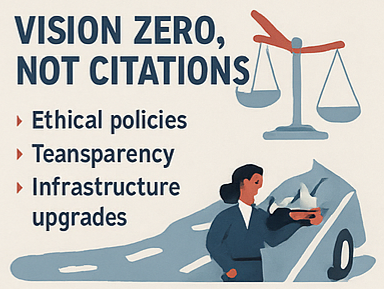 VISION ZERO,
NOT CITATIONS
Ethical policies
Teansparency
Infrastructure
upgrades